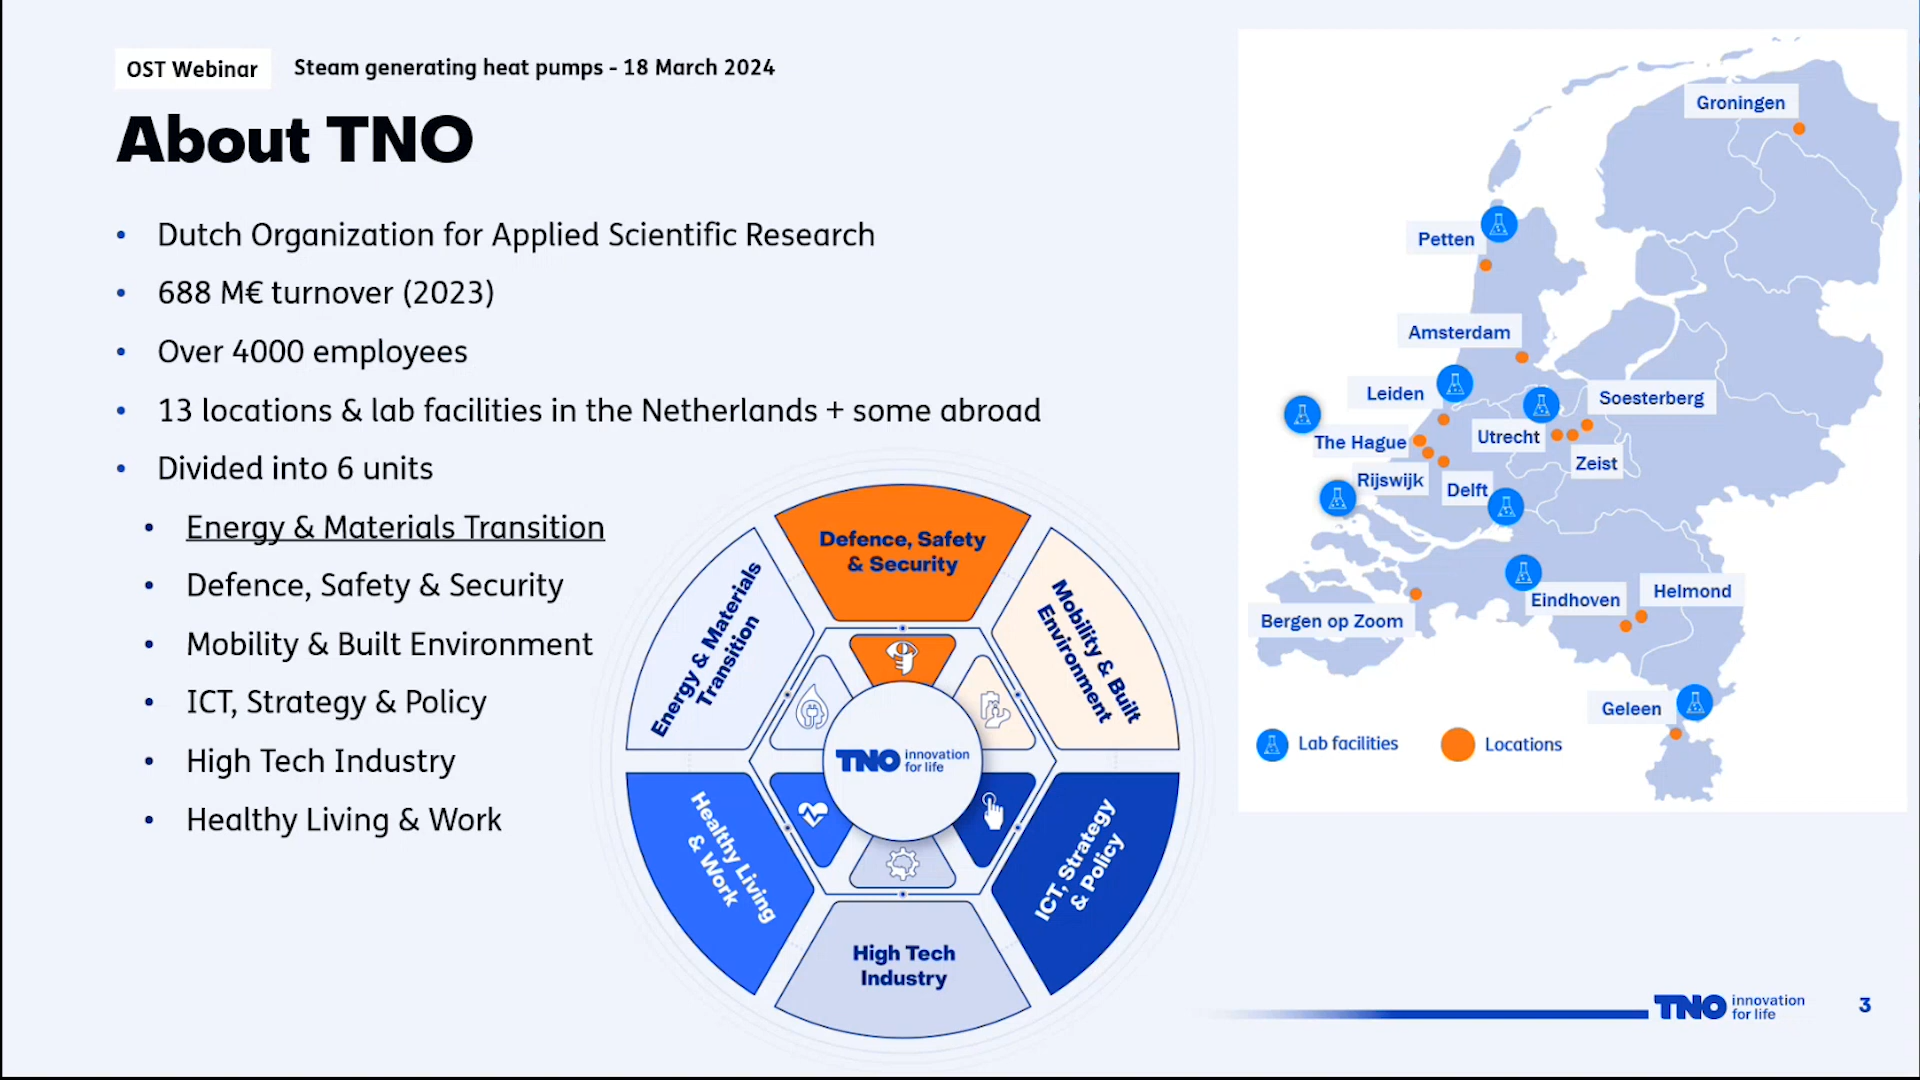 OST Webinar
Steam generating heat pumps - 18 March 2024
About TNO
• Dutch Organization for Applied Scientific Research
• 688 M€ turnover (2023)
• Over 4000 employees
• 13 locations & lab facilities in the Netherlands + some abroad
• Divided into 6 units
• Energy & Materials Transition
• Defence, Safety & Security
• Mobility & Built Environment
• ICT, Strategy & Policy
• High Tech Industry
• Healthy Living & Work
Defence, Safety
& Security
Energy & Materials
Transition
Mobility & Built
Environment
TNO innovation
for life
Healthy Living
& Work
ICT, Strategy
& Policy
High Tech
Industry
Groningen
Petten
Amsterdam
Leiden
Soesterberg
The Hague
Utrecht
Zeist
Rijswijk
Delft
Eindhoven
Helmond
Bergen op Zoom
Geleen
Lab facilities
Locations
TNO innovation
for life
3